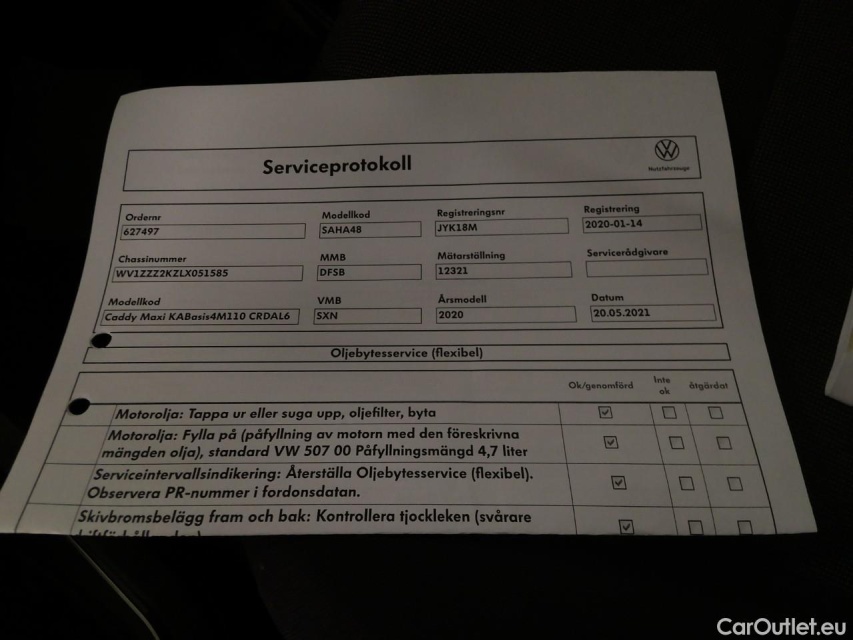 Serviceprotokoll
Nutzfahrzeuge
Ordernr
627497
Modellkod
SAHA48
Registreringsnr
JYK18M
Registrering
2020-01-14
Chassinummer
WV1ZZZ2KZLX051585
MMB
DFSB
Mätarställning
12321
Servicerådgivare
Modellkod
Caddy Maxi KABasis4M110 CRDAL6
VMB
SXN
Årsmodell
2020
Datum
20.05.2021
Oljebytesservice (flexibel)
Ok/genomförd
Inte
ok
åtgärdat
Motorolja: Tappa ur eller suga upp, oljefilter, byta
Motorolja: Fylla på (påfyllning av motorn med den föreskrivna
mängden olja), standard VW 507 00 Påfyllningsmängd 4,7 liter
Serviceintervallsindikering: Återställa Oljebytesservice (flexibel).
Observera PR-nummer i fordonsdatan.
Skivbromsbelägg fram och bak: Kontrollera tjockleken (svårare
CarOutlet.eu